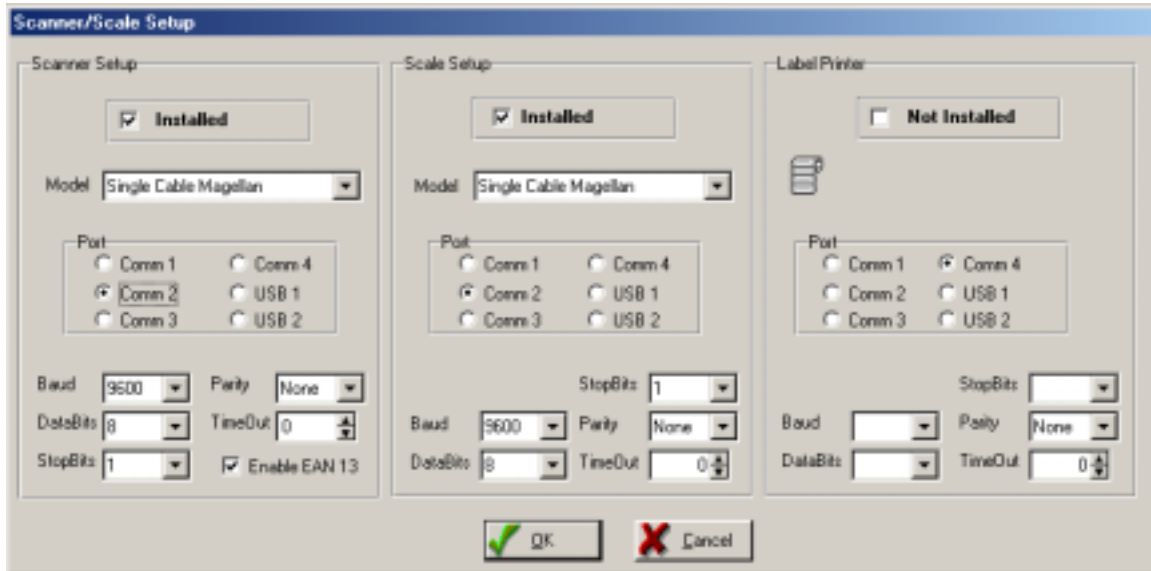 Scanner/Scale Setup
Scanner Setup
Installed
Model Single Cable Magellan
Port
Comm 1 Comm 4
Comm 2 USB 1
Comm 3 USB 2
Baud 9600 Parity None
DataBits 8 TimeOut 0
StopBits 1 Enable EAN 13
Scale Setup
Installed
Model Single Cable Magellan
Port
Comm 1 Comm 4
Comm 2 USB 1
Comm 3 USB 2
StopBits 1
Baud 9600 Parity None
DataBits 8 TimeOut 0
Label Printer
Not Installed
Port
Comm 1 Comm 4
Comm 2 USB 1
Comm 3 USB 2
StopBits
Baud Parity None
DataBits TimeOut 0
OK Cancel